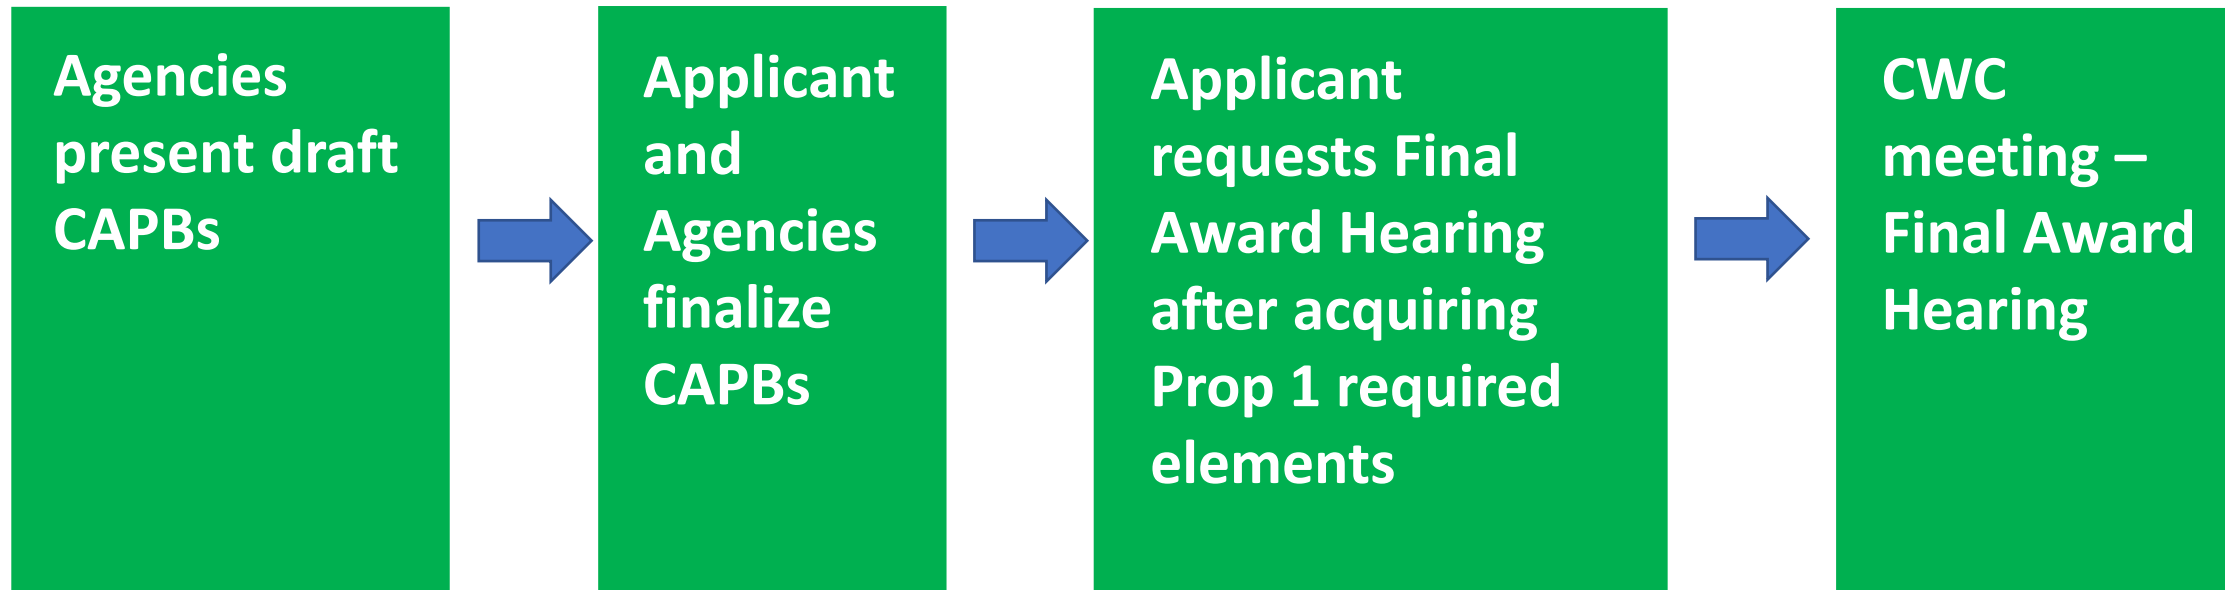 Agencies
present draft
CAPBs
Applicant
and
Agencies
finalize
CAPBs
Applicant
requests Final
Award Hearing
after acquiring
Prop 1 required
elements
CWC
meeting –
Final Award
Hearing